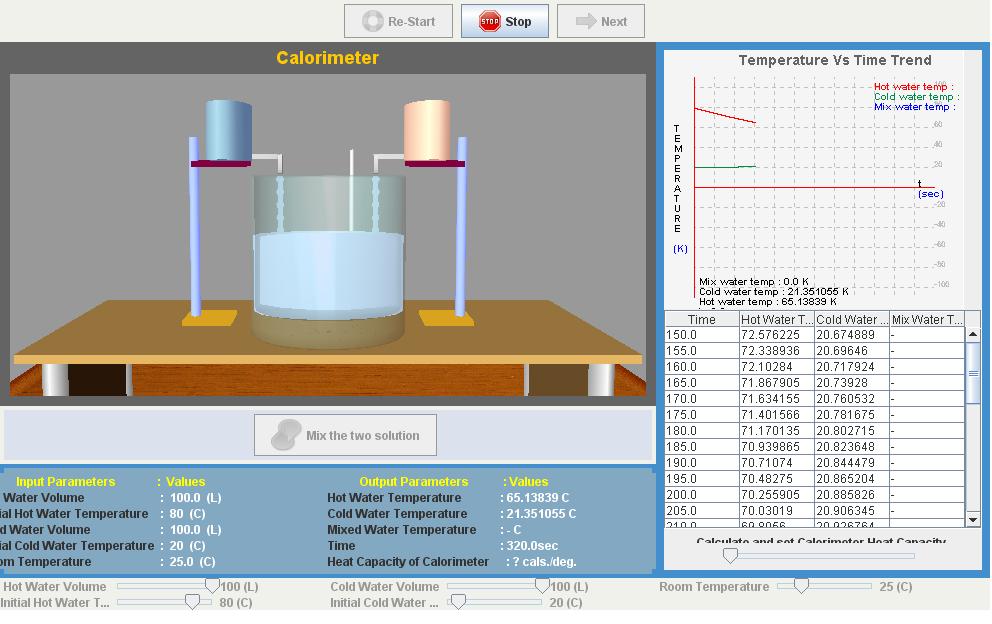 Re-Start
STOP Stop
Next
Calorimeter
Temperature Vs Time Trend
Hot water temp :
Cold water temp :
Mix water temp :
100
60
40
20
TEMPERATURE
(K)
t
(sec)
-20
-40
-60
-80
-100
Mix water temp : 0.0 K
Cold water temp : 21.351055 K
Hot water temp : 65.13839 K
Time Hot Water T... Cold Water ... Mix Water T...
150.0 72.576225 20.674889 -
155.0 72.338936 20.69646 -
160.0 72.10284 20.717924 -
165.0 71.867905 20.73928 -
170.0 71.634155 20.760532 -
175.0 71.401566 20.781675 -
180.0 71.170135 20.802715 -
185.0 70.939865 20.823648 -
190.0 70.71074 20.844479 -
195.0 70.48275 20.865204 -
200.0 70.255905 20.885826 -
205.0 70.03019 20.906345 -
210.0 69.8056 20.926764 -
Calculate and set Calorimeter Heat Capacity
Mix the two solution
Input Parameters : Values
Water Volume : 100.0 (L)
ial Hot Water Temperature : 80 (C)
d Water Volume : 100.0 (L)
ial Cold Water Temperature : 20 (C)
om Temperature : 25.0 (C)
Output Parameters : Values
Hot Water Temperature : 65.13839 C
Cold Water Temperature : 21.351055 C
Mixed Water Temperature : - C
Time : 320.0sec
Heat Capacity of Calorimeter : ? cals./deg.
Hot Water Volume 100 (L)
Initial Hot Water T... 80 (C)
Cold Water Volume 100 (L)
Initial Cold Water ... 20 (C)
Room Temperature 25 (C)